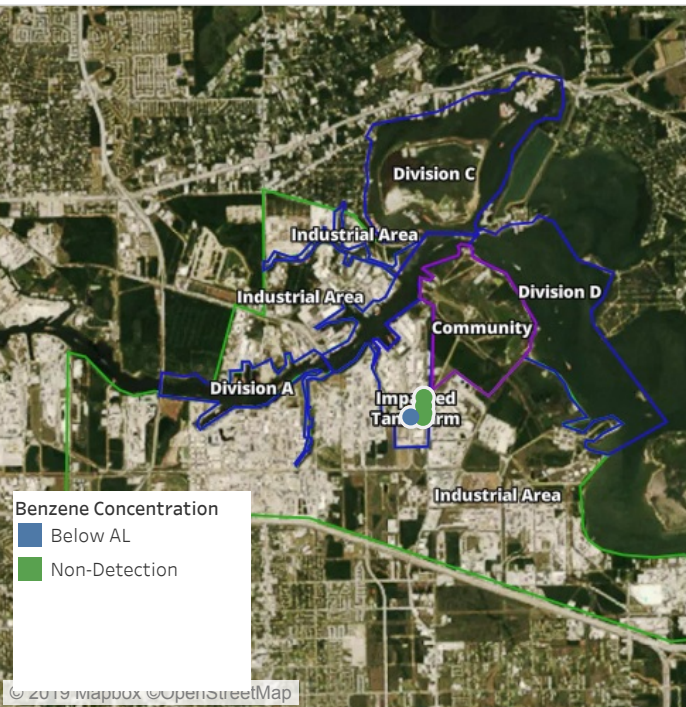 Division C
Industrial Area
Division D
Industrial Area
Community
Division A
Tan
Industrial Area
Benzene Concentration
Below AL
Non-Detection
© 2019 Mapbox ©OpenStreetMap